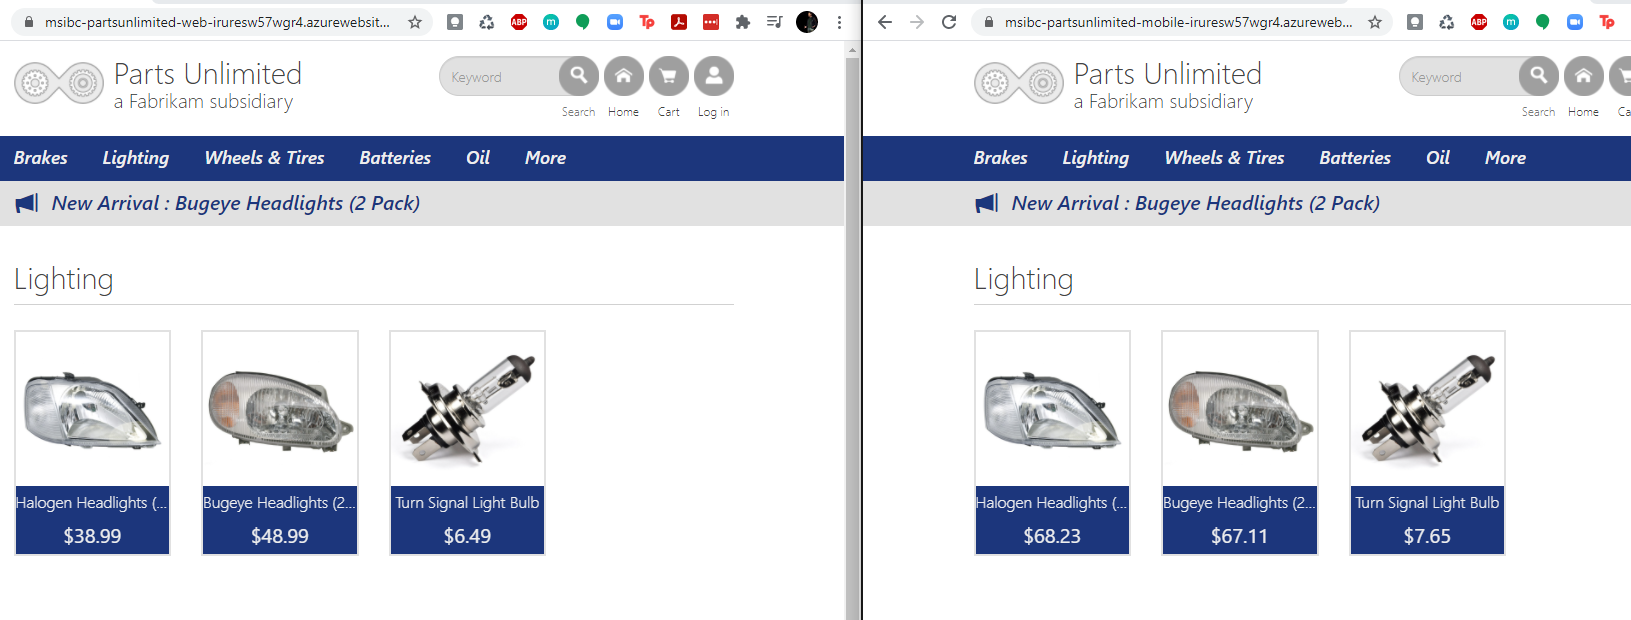 msibc-partsunlimited-web-iruresw57wgr4.azurewebsit...
ABP
m
Tp
Parts Unlimited
a Fabrikam subsidiary
Keyword
Search
Home
Cart
Log in
Brakes
Lighting
Wheels & Tires
Batteries
Oil
More
New Arrival : Bugeye Headlights (2 Pack)
Lighting
Halogen Headlights (...
$38.99
Bugeye Headlights (2...
$48.99
Turn Signal Light Bulb
$6.49
msibc-partsunlimited-mobile-iruresw57wgr4.azureweb...
ABP
m
Tp
Parts Unlimited
a Fabrikam subsidiary
Keyword
Search
Home
Ca
Brakes
Lighting
Wheels & Tires
Batteries
Oil
More
New Arrival : Bugeye Headlights (2 Pack)
Lighting
Halogen Headlights (...
$68.23
Bugeye Headlights (2...
$67.11
Turn Signal Light Bulb
$7.65